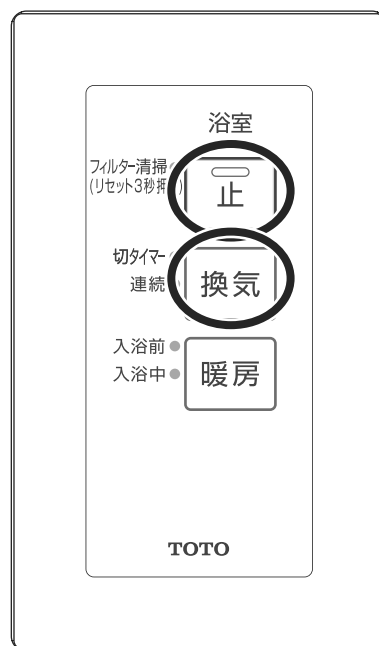 浴室
フィルター清掃
(リセット3秒押)
止
切タイマー
連続
換気
入浴前
入浴中
暖房
TOTO